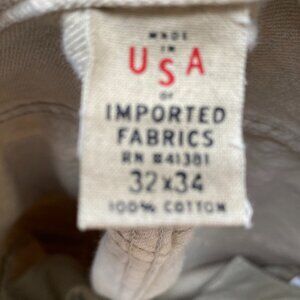 MADE
IN
USA
OF
IMPORTED
FABRICS
RN #41381
32x34
100% COTTON